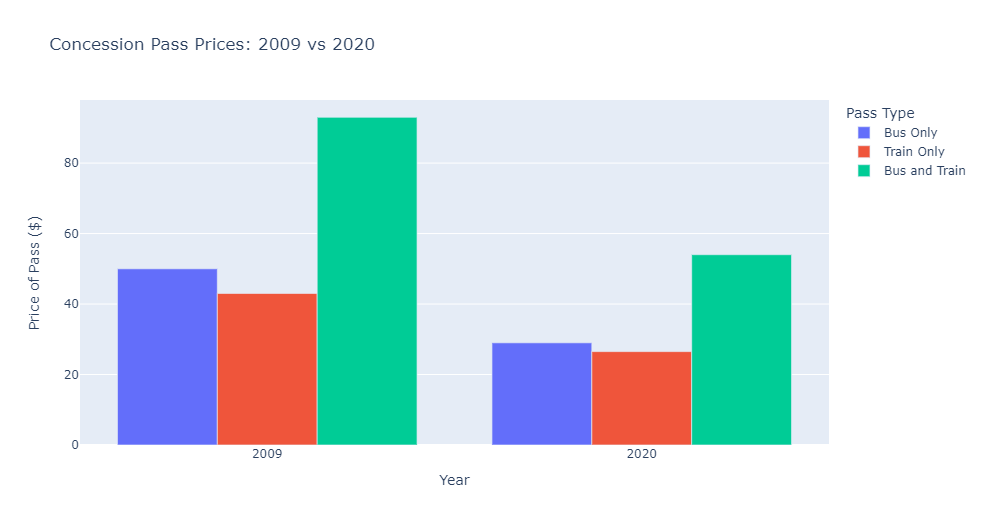 Concession Pass Prices: 2009 vs 2020
Pass Type
Bus Only
Train Only
Bus and Train
Price of Pass ($)
80
60
40
20
0
2009 2020
Year